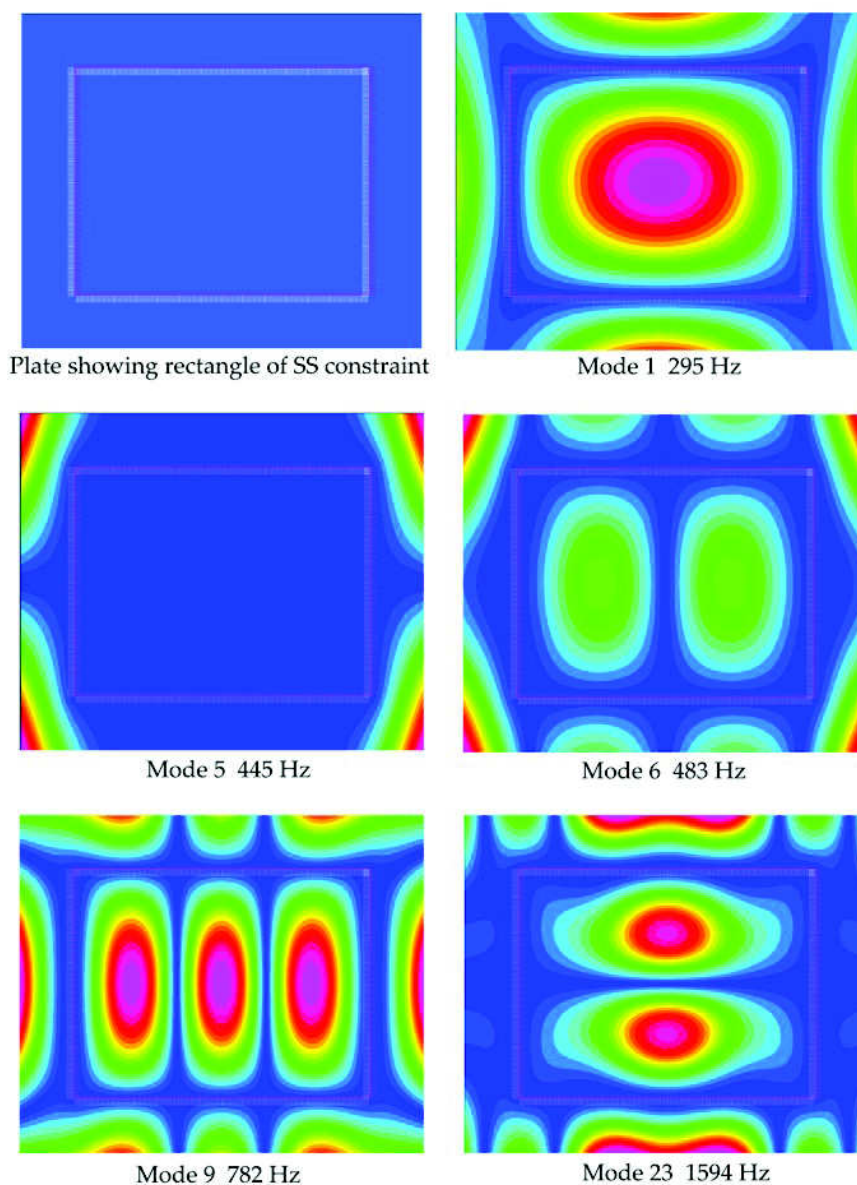 Plate showing rectangle of SS constraint
Mode 1 295 Hz
Mode 5 445 Hz
Mode 6 483 Hz
Mode 9 782 Hz
Mode 23 1594 Hz